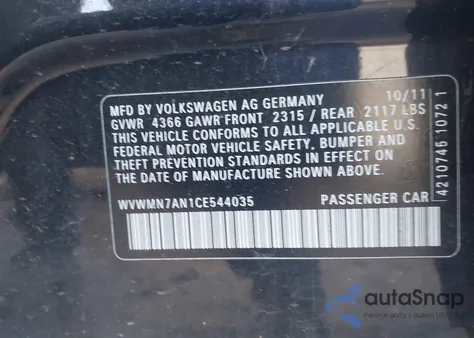 MFD BY VOLKSWAGEN AG GERMANY 10/11
GVWR 4366 GAWR FRONT 2315 / REAR 2117 LBS
THIS VEHICLE CONFORMS TO ALL APPLICABLE U.S.
FEDERAL MOTOR VEHICLE SAFETY, BUMPER AND
THEFT PREVENTION STANDARDS IN EFFECT ON
THE DATE OF MANUFACTURE SHOWN ABOVE.
WVWMN7AN1CE544035 PASSENGER CAR
4210746 1072 1
autoSnap